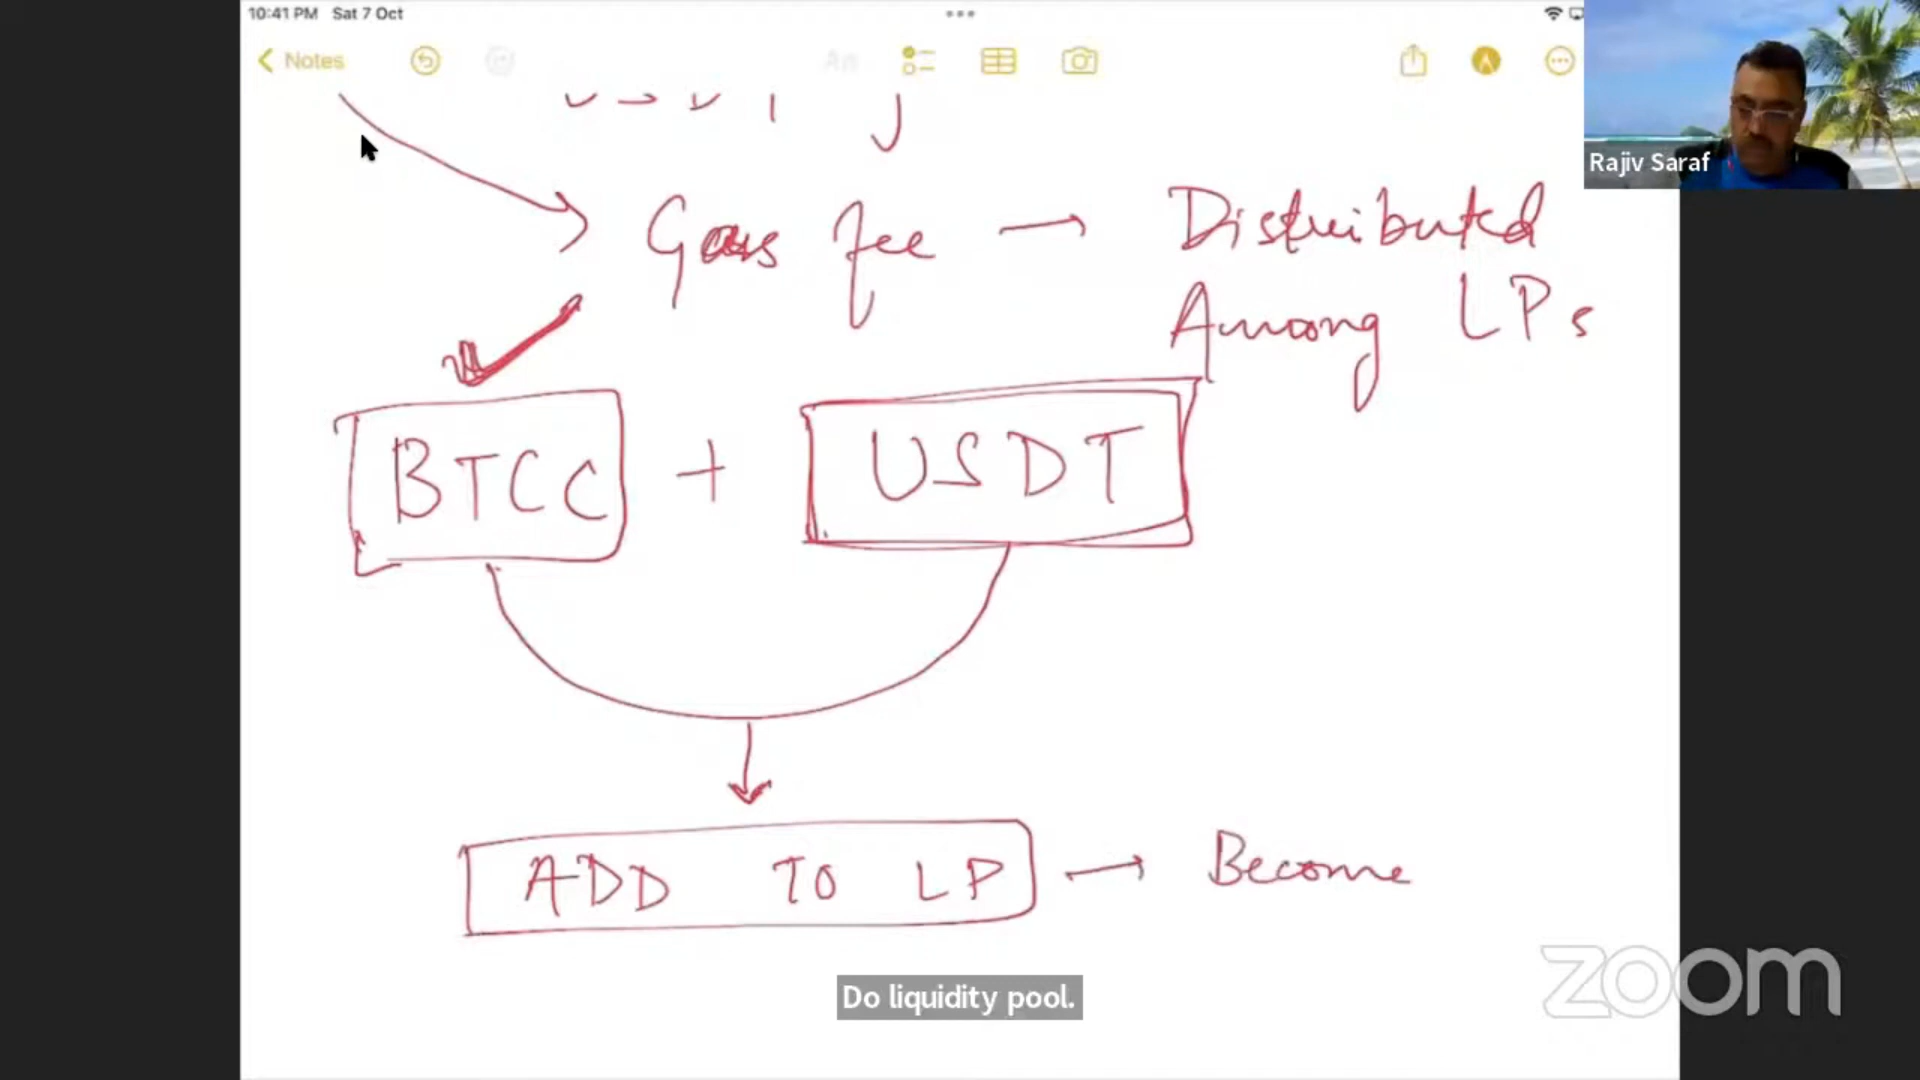 10:41 PM Sat 7 Oct
Notes
Aa
Rajiv Saraf
Gas fee → Distributed
Among LPs
BTCC + USDT
ADD TO LP → Become
Do liquidity pool.
zoom